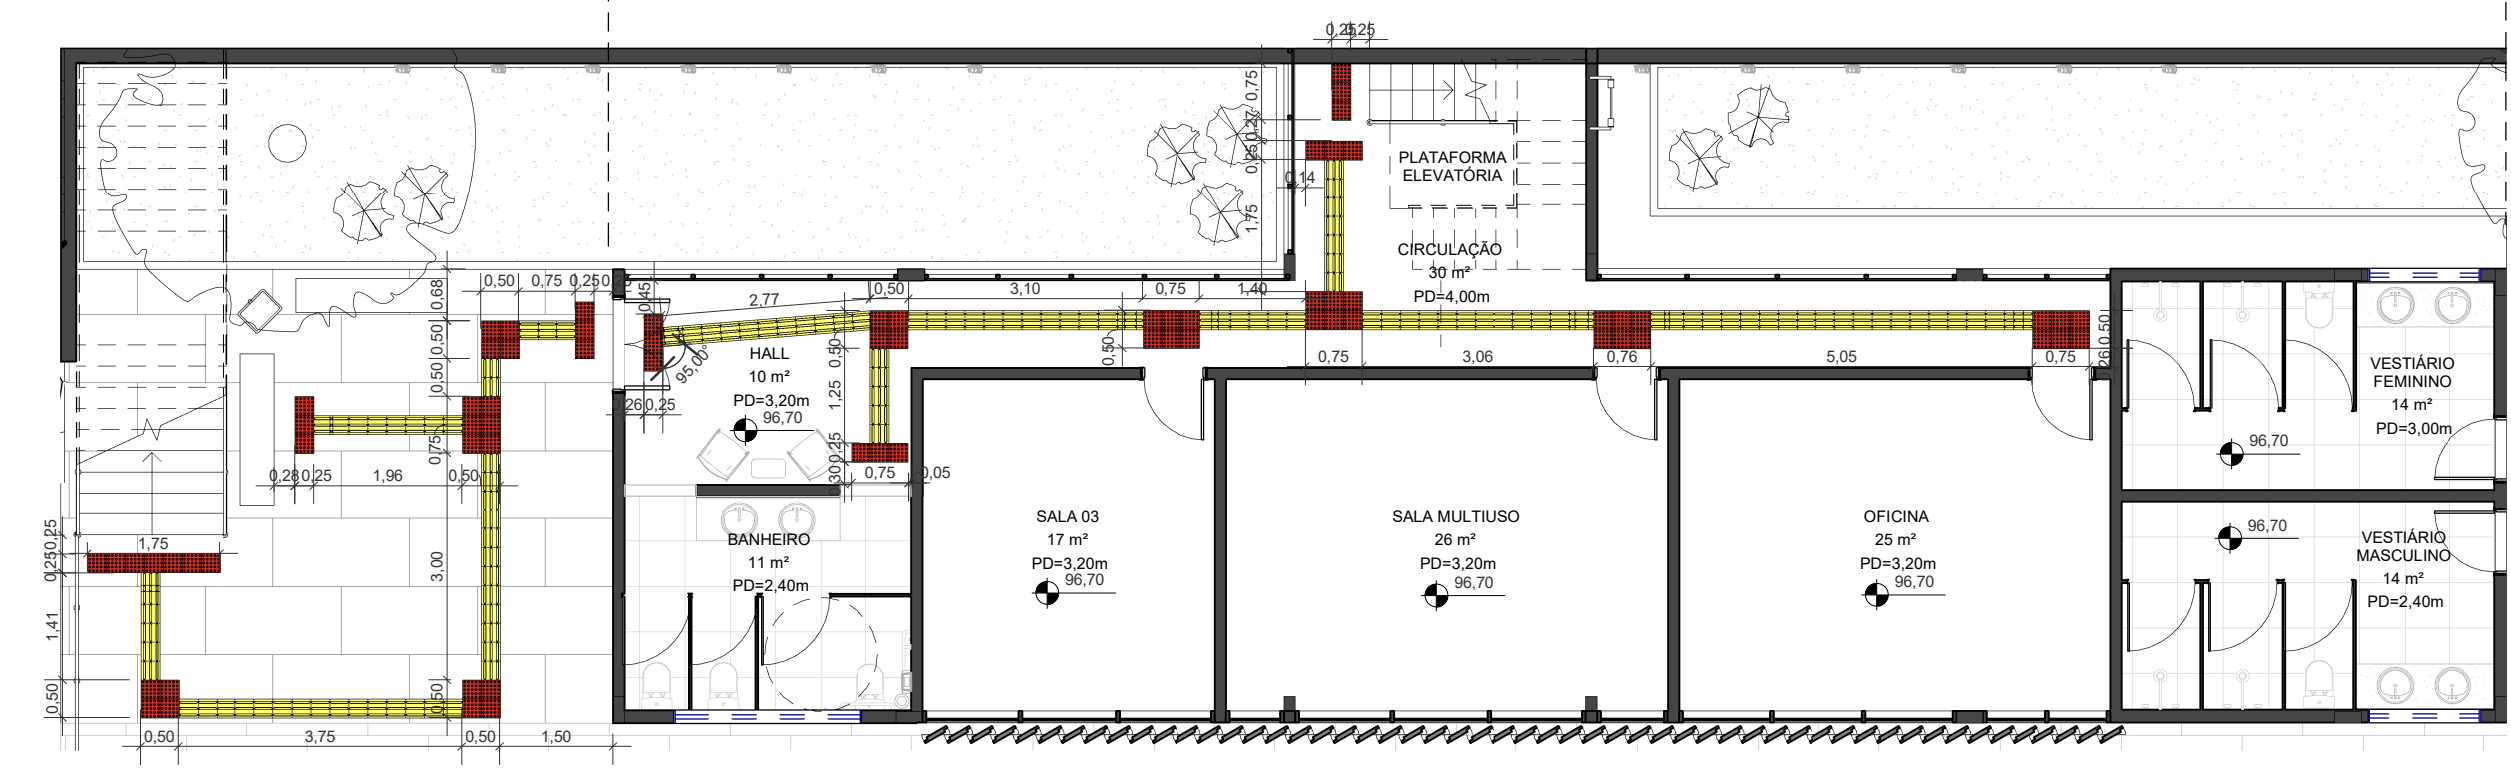 0,25
0,25
0,75
0,27
0,25
0,14
1,75
PLATAFORMA
ELEVATÓRIA
CIRCULAÇÃO
30 m²
PD=4,00m
0,68
0,50
0,75
0,25
0,45
2,77
0,50
3,10
0,75
1,40
0,50
0,50
0,75
0,50
0,50
0,75
3,06
0,76
5,05
0,75
0,50
0,26
95,00°
HALL
10 m²
PD=3,20m
96,70
0,26
0,25
1,25
0,25
0,30
0,75
0,05
0,28
0,25
1,96
0,50
VESTIÁRIO
FEMININO
14 m²
PD=3,00m
96,70
SALA 03
17 m²
PD=3,20m
96,70
SALA MULTIUSO
26 m²
PD=3,20m
96,70
OFICINA
25 m²
PD=3,20m
96,70
96,70
VESTIÁRIO
MASCULINO
14 m²
PD=2,40m
BANHEIRO
11 m²
PD=2,40m
0,25
0,25
1,75
3,00
1,41
0,50
0,50
0,50
3,75
0,50
1,50